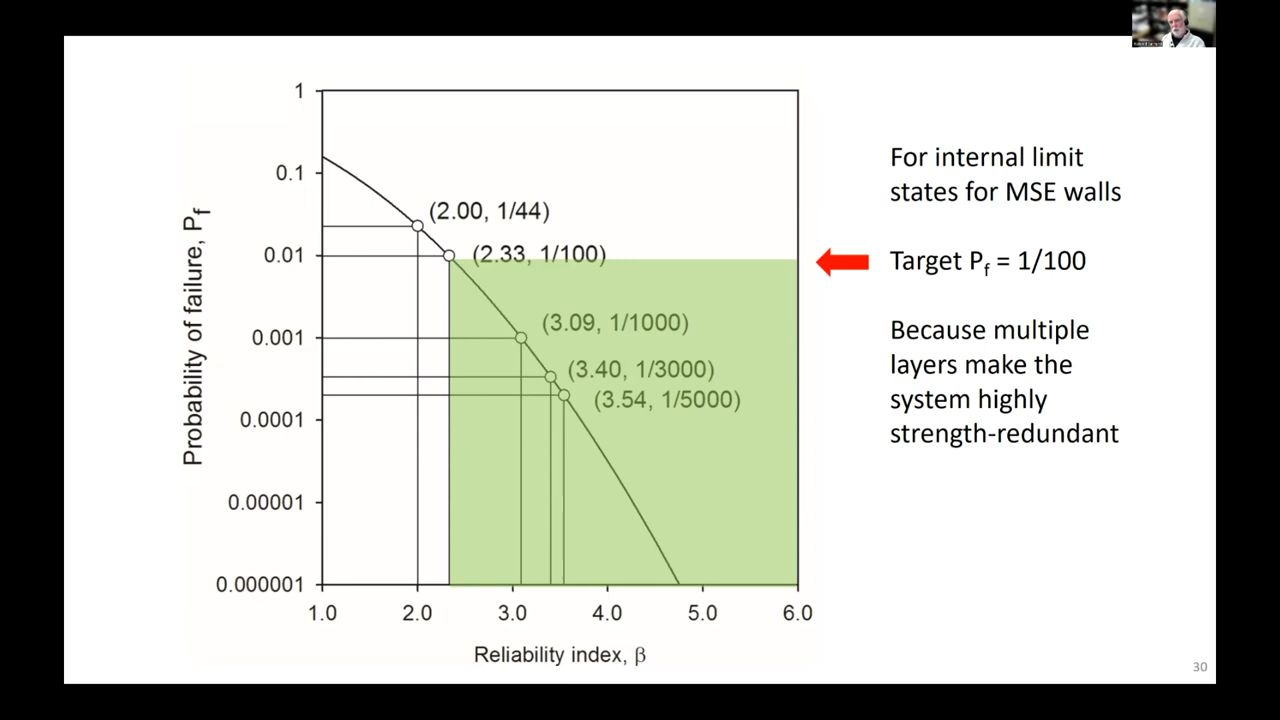 1
0.1
0.01
0.001
0.0001
0.00001
0.000001
Probability of failure, Pf
(2.00, 1/44)
(2.33, 1/100)
(3.09, 1/1000)
(3.40, 1/3000)
(3.54, 1/5000)
1.0 2.0 3.0 4.0 5.0 6.0
Reliability index, β
For internal limit
states for MSE walls
Target Pf = 1/100
Because multiple
layers make the
system highly
strength-redundant
30